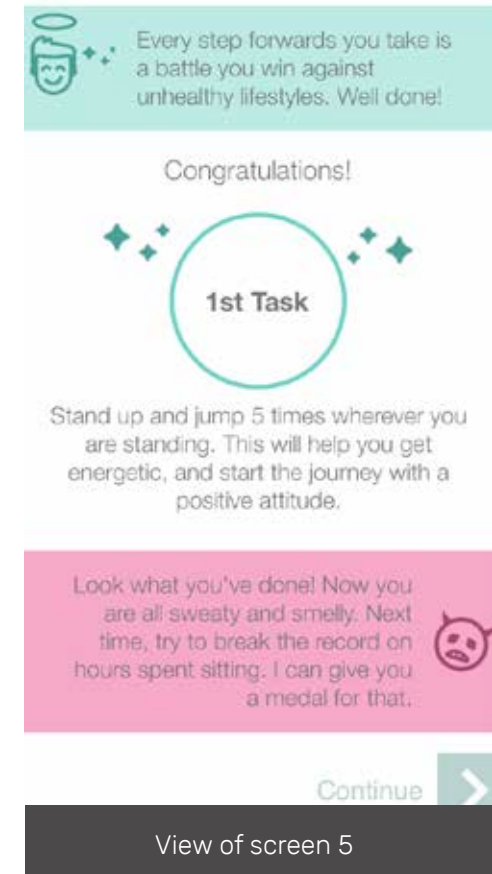 Every step forwards you take is
a battle you win against
unhealthy lifestyles. Well done!
Congratulations!
1st Task
Stand up and jump 5 times wherever you
are standing. This will help you get
energetic, and start the journey with a
positive attitude.
Look what you've done! Now you
are all sweaty and smelly. Next
time, try to break the record on
hours spent sitting. I can give you
a medal for that.
Continue
View of screen 5